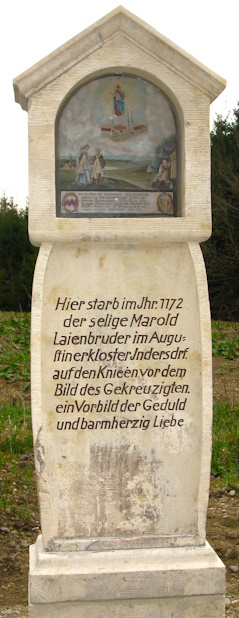 Hier starb im Jhr. 1172
der selige Marold
Laienbruder im Augu-
stinerkloster Jndersdrf.
auf den Knieen vor dem
Bild des Gekreuzigten.
ein Vorbild der Geduld
und barmherzig Liebe